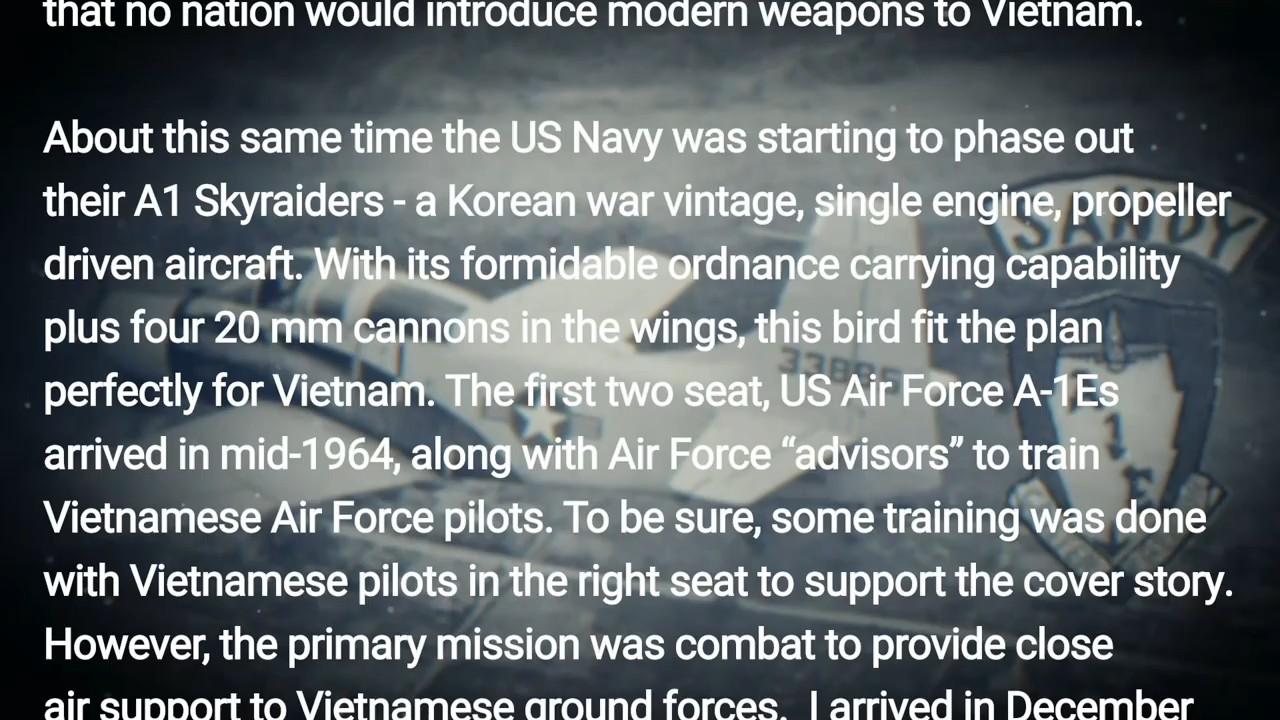 that no nation would introduce modern weapons to Vietnam.
About this same time the US Navy was starting to phase out
their A1 Skyraiders - a Korean war vintage, single engine, propeller
driven aircraft. With its formidable ordnance carrying capability
plus four 20 mm cannons in the wings, this bird fit the plan
perfectly for Vietnam. The first two seat, US Air Force A-1Es
arrived in mid-1964, along with Air Force “advisors” to train
Vietnamese Air Force pilots. To be sure, some training was done
with Vietnamese pilots in the right seat to support the cover story.
However, the primary mission was combat to provide close
air support to Vietnamese ground forces.  I arrived in December
SANDY